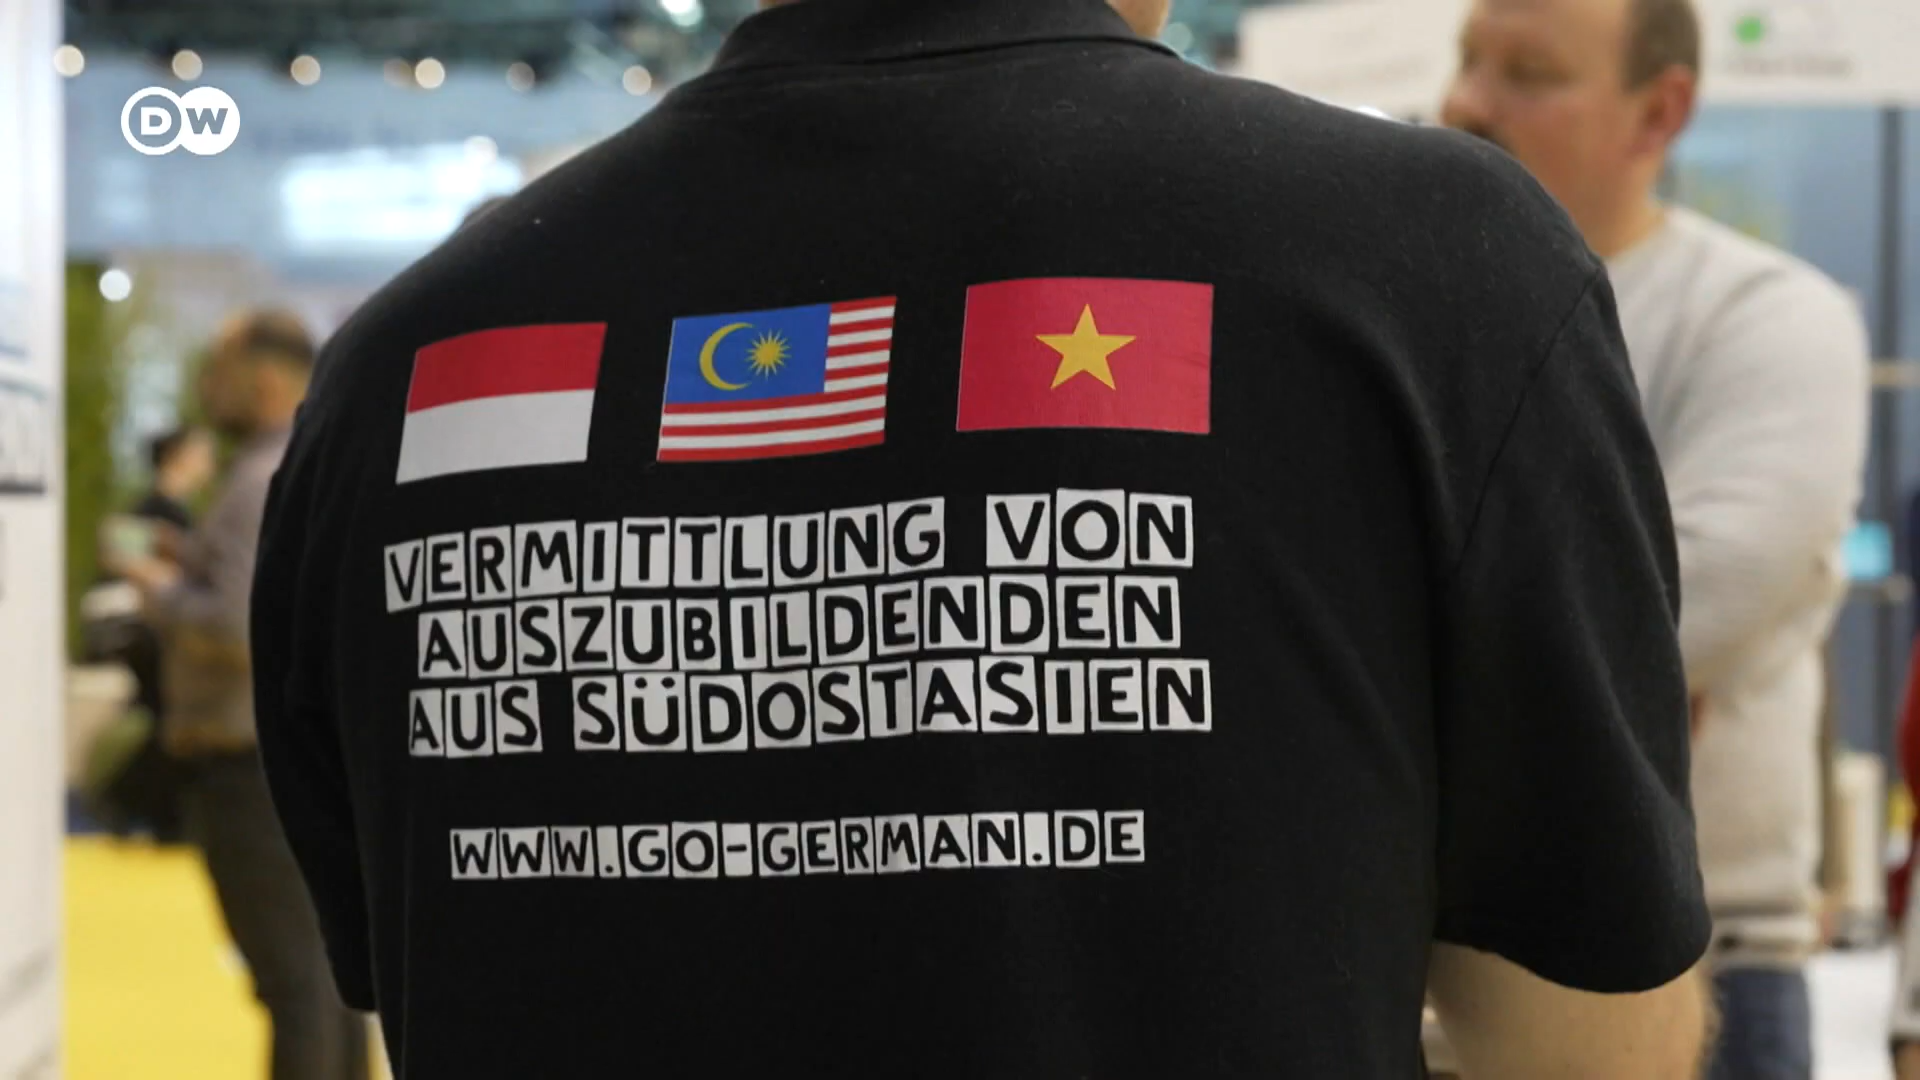 DW
VERMITTLUNG VON
AUSZUBILDENDEN
AUS SÜDOSTASIEN
WWW.GO-GERMAN.DE